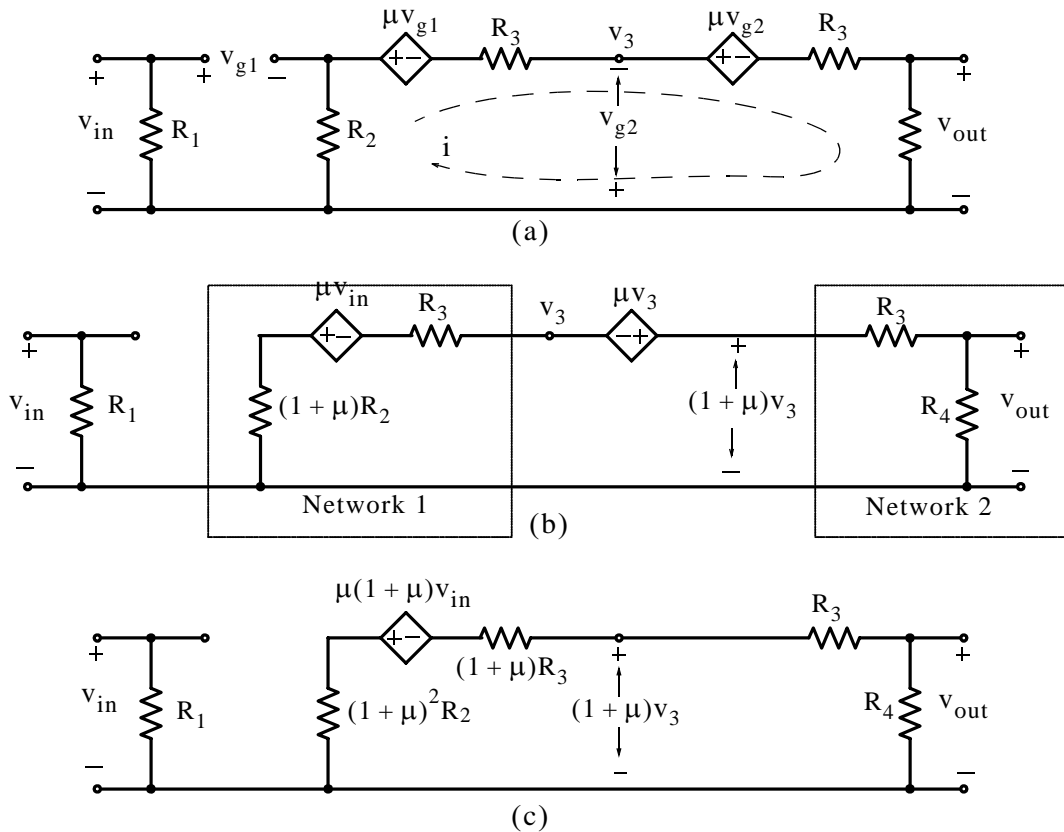 μv_g1
R_3
v_3
μv_g2
R_3
+ v_in −
R_1
+ v_g1 −
R_2
+−
i
− v_g2 +
+−
+ v_out −
(a)
μv_in
R_3
v_3
μv_3
R_3
+ v_in −
R_1
+−
(1 + μ)R_2
−+
+ (1 + μ)v_3 −
R_4
+ v_out −
Network 1
Network 2
(b)
μ(1 + μ)v_in
R_3
+ v_in −
R_1
+−
(1 + μ)R_3
(1 + μ)^2 R_2
+ (1 + μ)v_3 −
R_4
+ v_out −
(c)